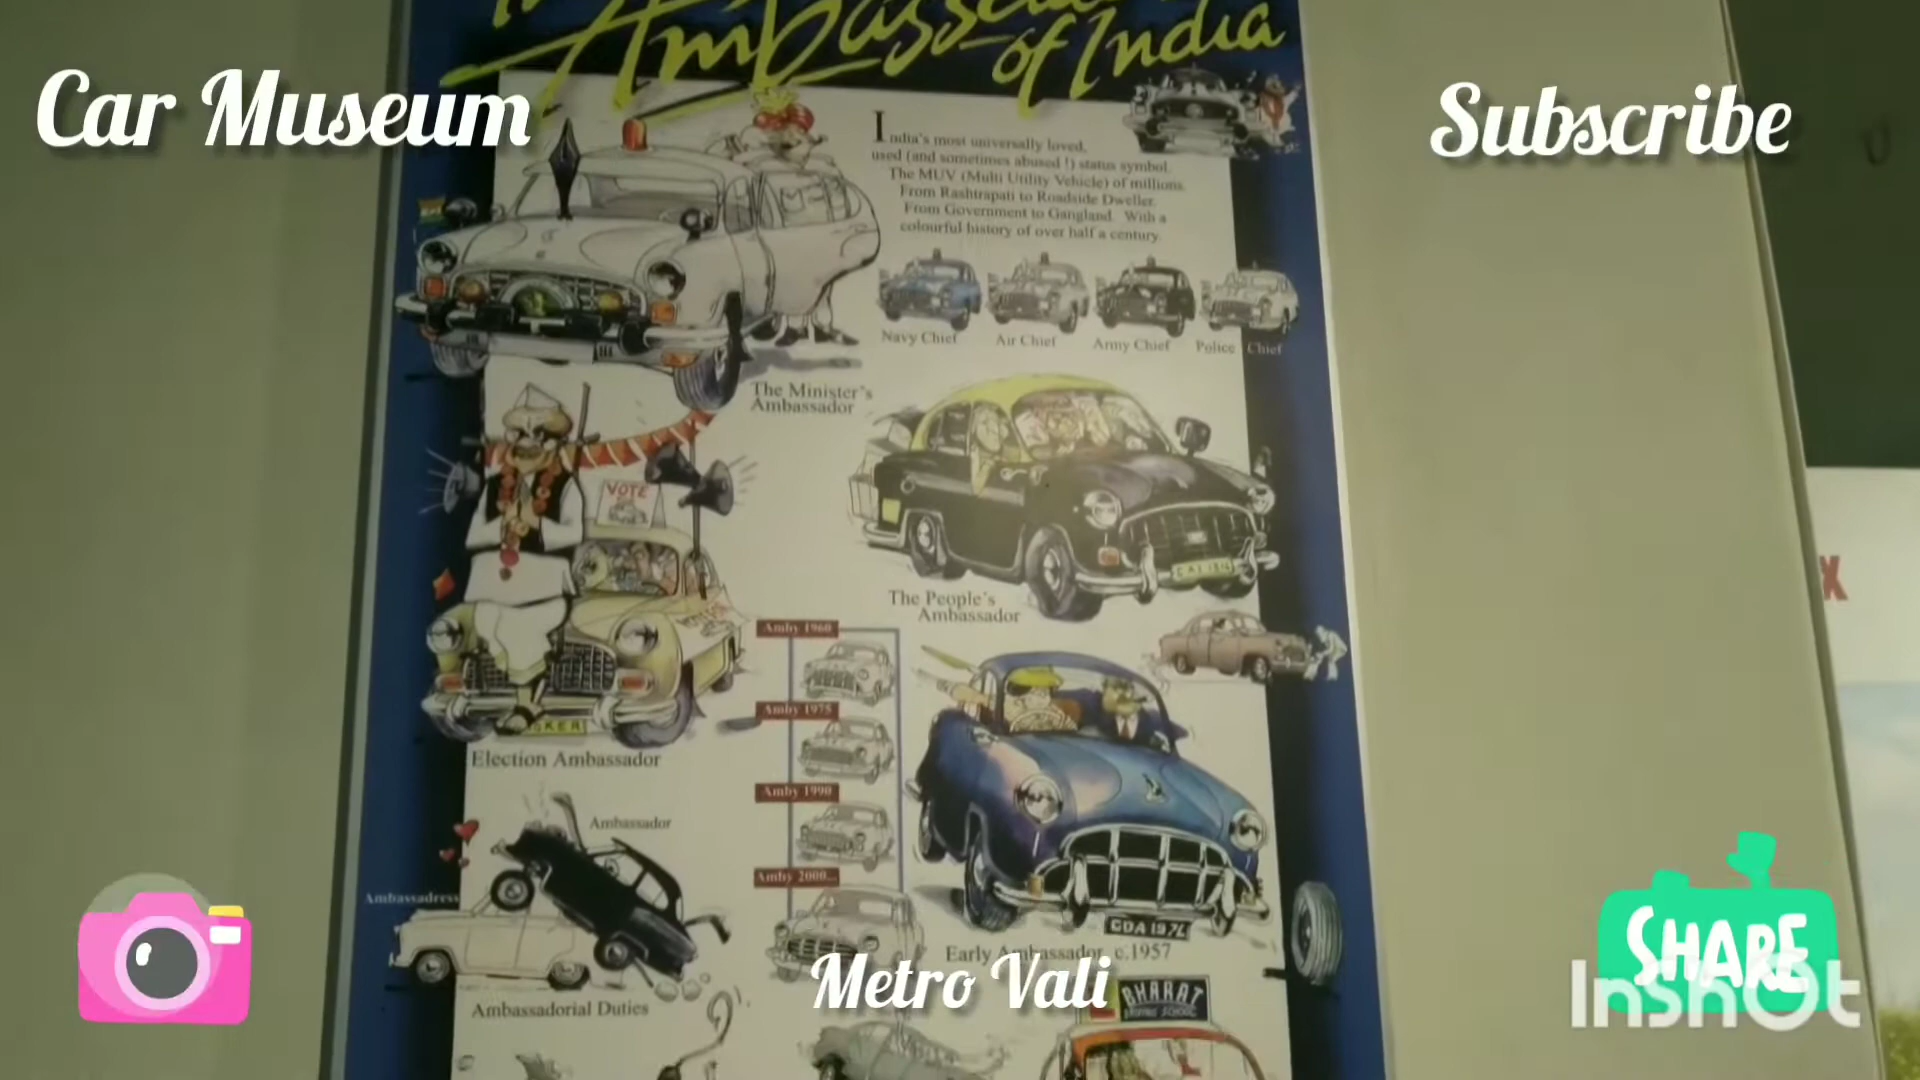 Ambassador
of India
Car Museum
Subscribe
India's most universally loved,
used (and sometimes abused !) status symbol.
The MUV (Multi Utility Vehicle) of millions.
From Rashtrapati to Roadside Dweller.
From Government to Gangland. With a
colourful history of over half a century.
Navy Chief
Air Chief
Army Chief
Police Chief
The Minister's
Ambassador
VOTE
The People's
Ambassador
Amby 1960
Amby 1975
Election Ambassador
Amby 1990
Ambassador
Amby 2000...
Ambassadress
GOA 1972
Early Ambassador, c.1957
Ambassadorial Duties
Metro Vali
BHARAT
SCHOOL
SHARE
InShOt
X